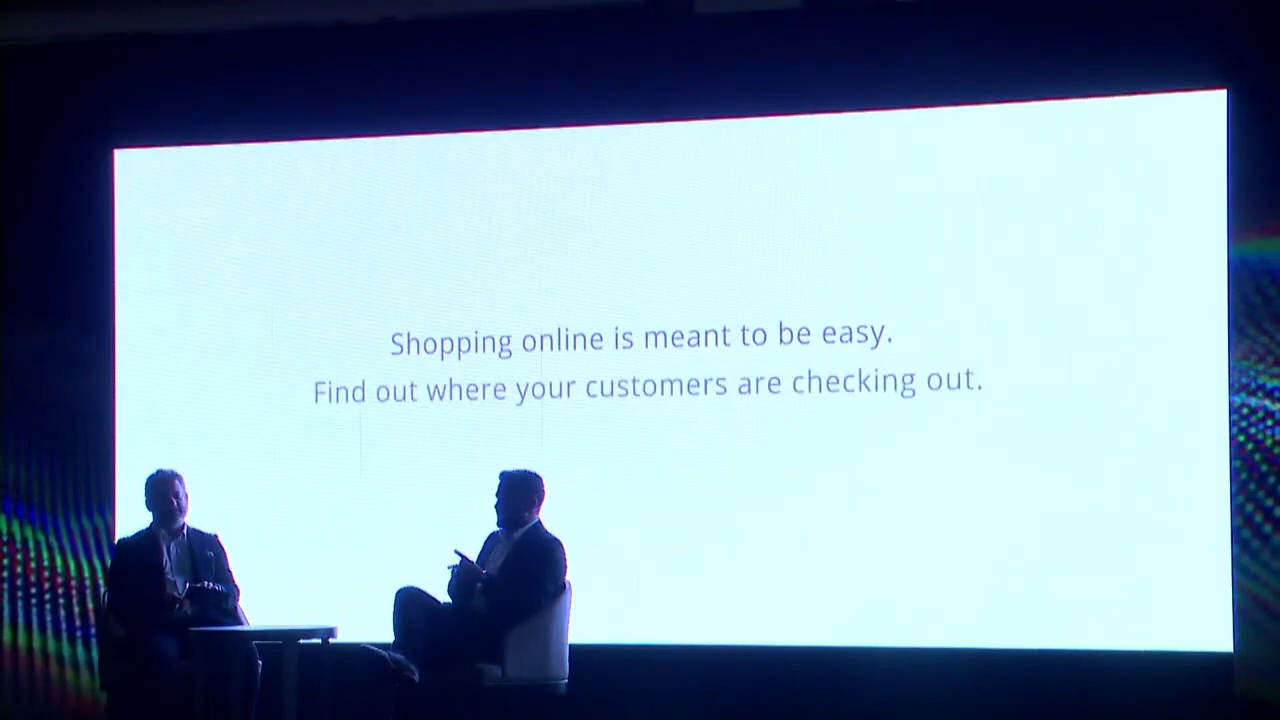 Shopping online is meant to be easy.
Find out where your customers are checking out.